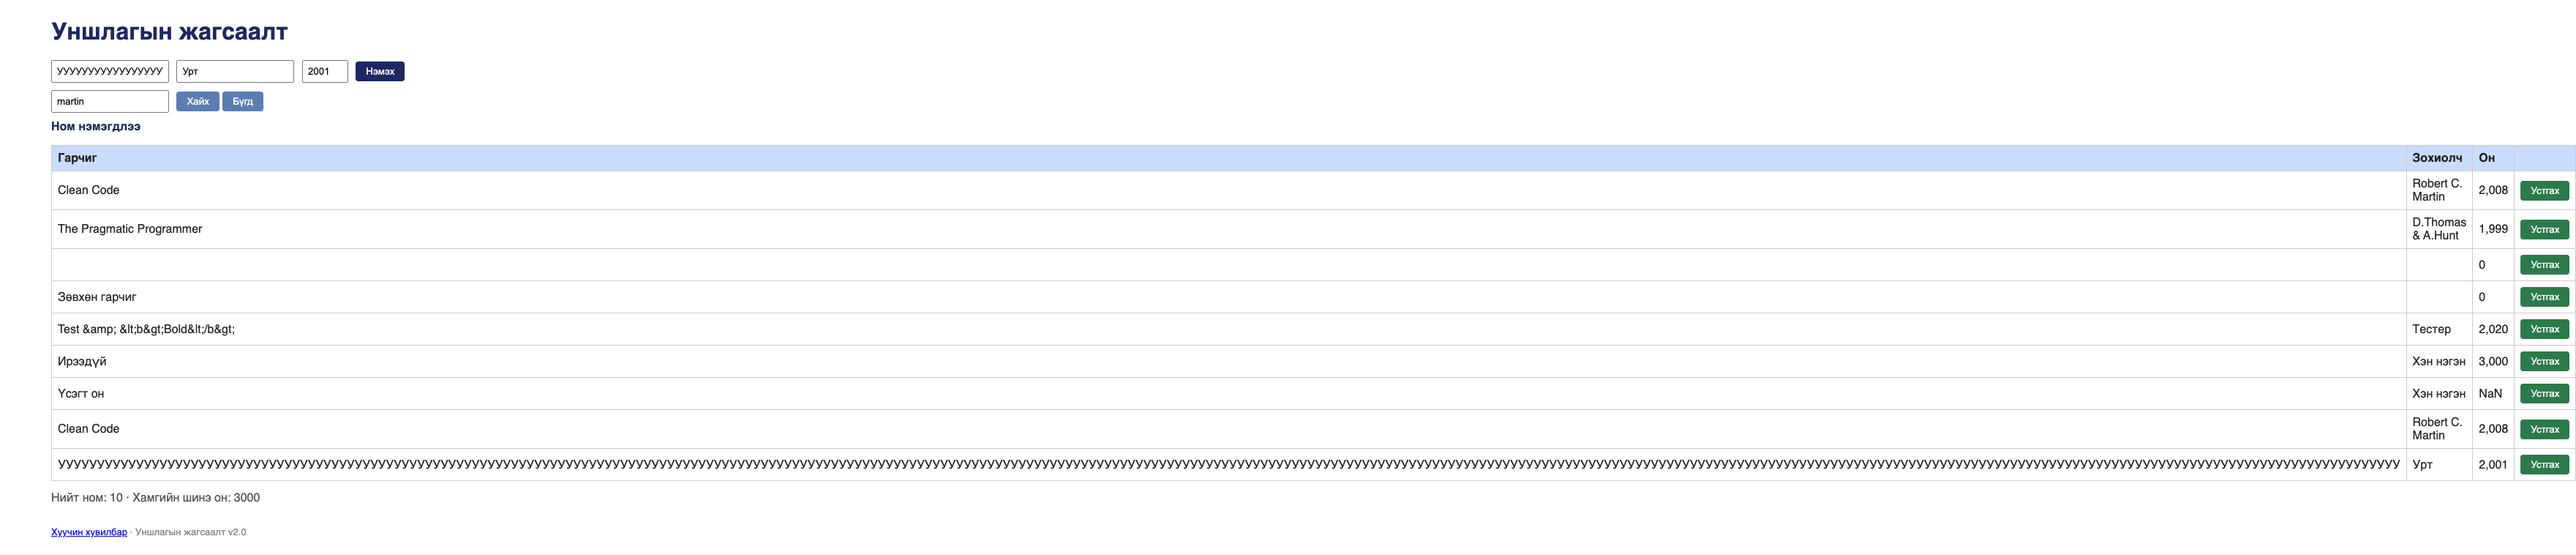 Уншлагын жагсаалт
УУУУУУУУУУУУУУУУУ Урт 2001 Нэмэх
martin Хайх Бүгд
Ном нэмэгдлээ
Гарчиг Зохиолч Он
Clean Code Robert C. Martin 2,008 Устгах
The Pragmatic Programmer D.Thomas & A.Hunt 1,999 Устгах
0 Устгах
Зөвхөн гарчиг 0 Устгах
Test &amp; &lt;b&gt;Bold&lt;/b&gt; Тестер 2,020 Устгах
Ирээдүй Хэн нэгэн 3,000 Устгах
Үсэгт он Хэн нэгэн NaN Устгах
Clean Code Robert C. Martin 2,008 Устгах
Урт 2,001 Устгах
Нийт ном: 10 · Хамгийн шинэ он: 3000
Хуучин хувилбар · Уншлагын жагсаалт v2.0